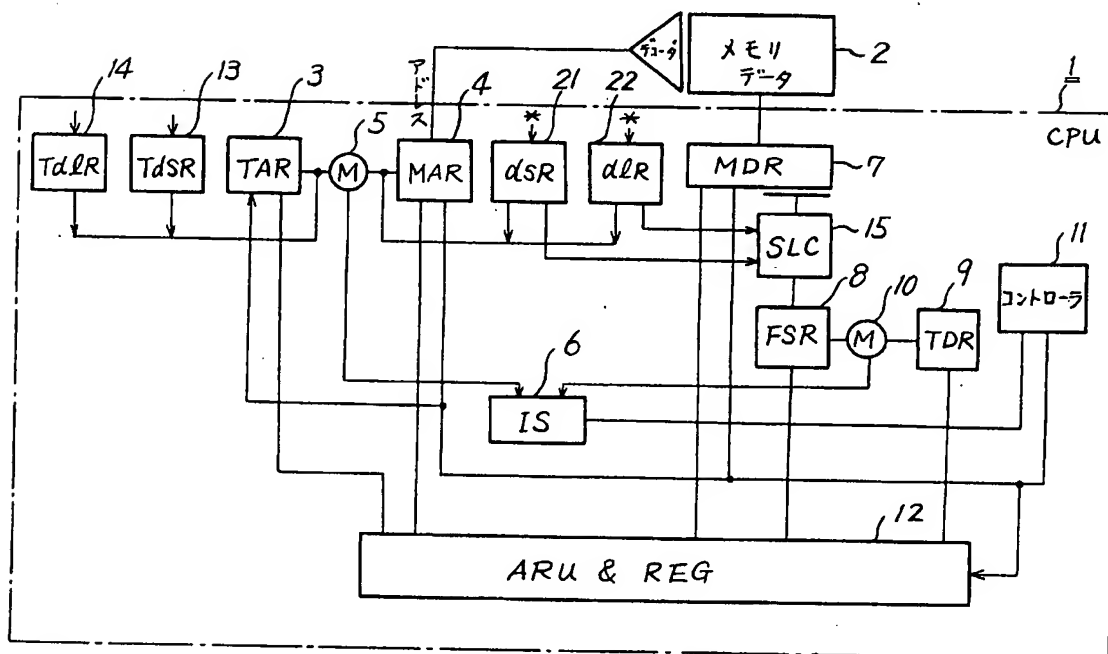 デコーダ
メモリ
データ
2
1
CPU
アドレス
14
13
3
5
4
21
22
*
*
TdlR
TdSR
TAR
M
MAR
dSR
dlR
MDR
7
SLC
15
11
コントローラ
8
10
9
FSR
M
TDR
6
IS
12
ARU & REG